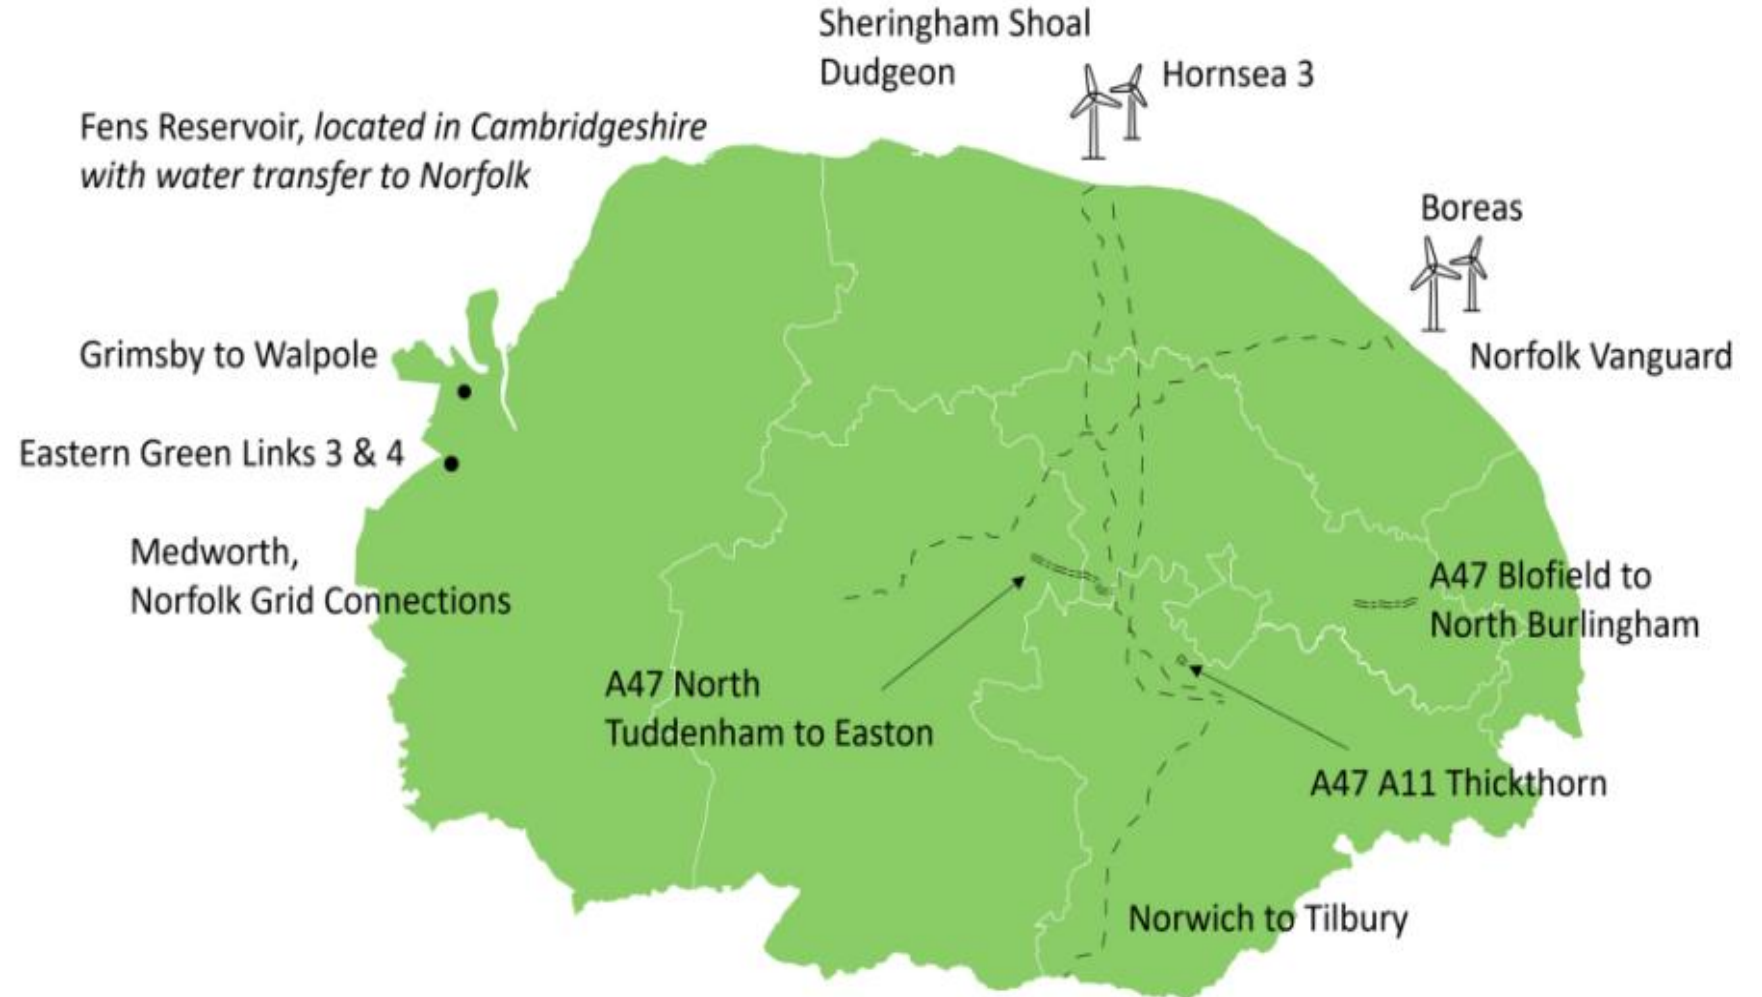 Sheringham Shoal
Dudgeon
Hornsea 3
Fens Reservoir, located in Cambridgeshire
with water transfer to Norfolk
Boreas
Norfolk Vanguard
Grimsby to Walpole
Eastern Green Links 3 & 4
Medworth,
Norfolk Grid Connections
A47 Blofield to
North Burlingham
A47 North
Tuddenham to Easton
A47 A11 Thickthorn
Norwich to Tilbury